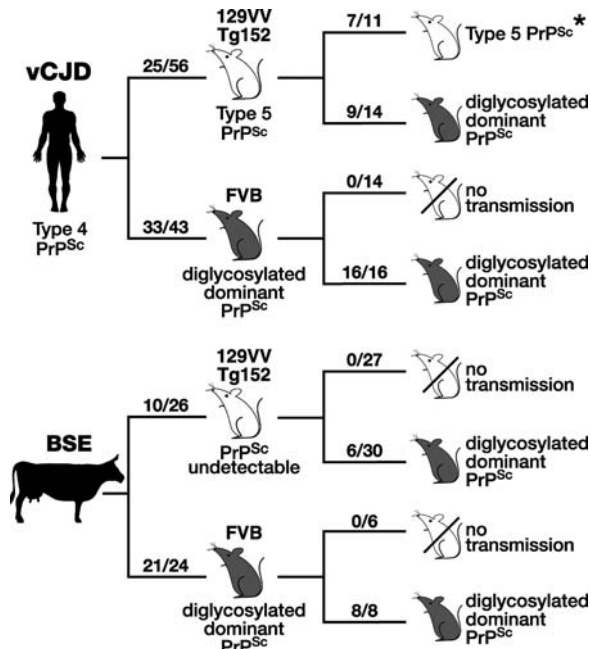 129VV
Tg152
7/11
Type 5 PrPSc*
vCJD
25/56
Type 5
PrPSc
9/14
diglycosylated
dominant
PrPSc
Type 4
PrPSc
33/43
FVB
diglycosylated
dominant
PrPSc
0/14
no
transmission
16/16
diglycosylated
dominant
PrPSc
129VV
Tg152
0/27
no
transmission
BSE
10/26
PrPSc
undetectable
6/30
diglycosylated
dominant
PrPSc
21/24
FVB
diglycosylated
dominant
PrPSc
0/6
no
transmission
8/8
diglycosylated
dominant
PrPSc